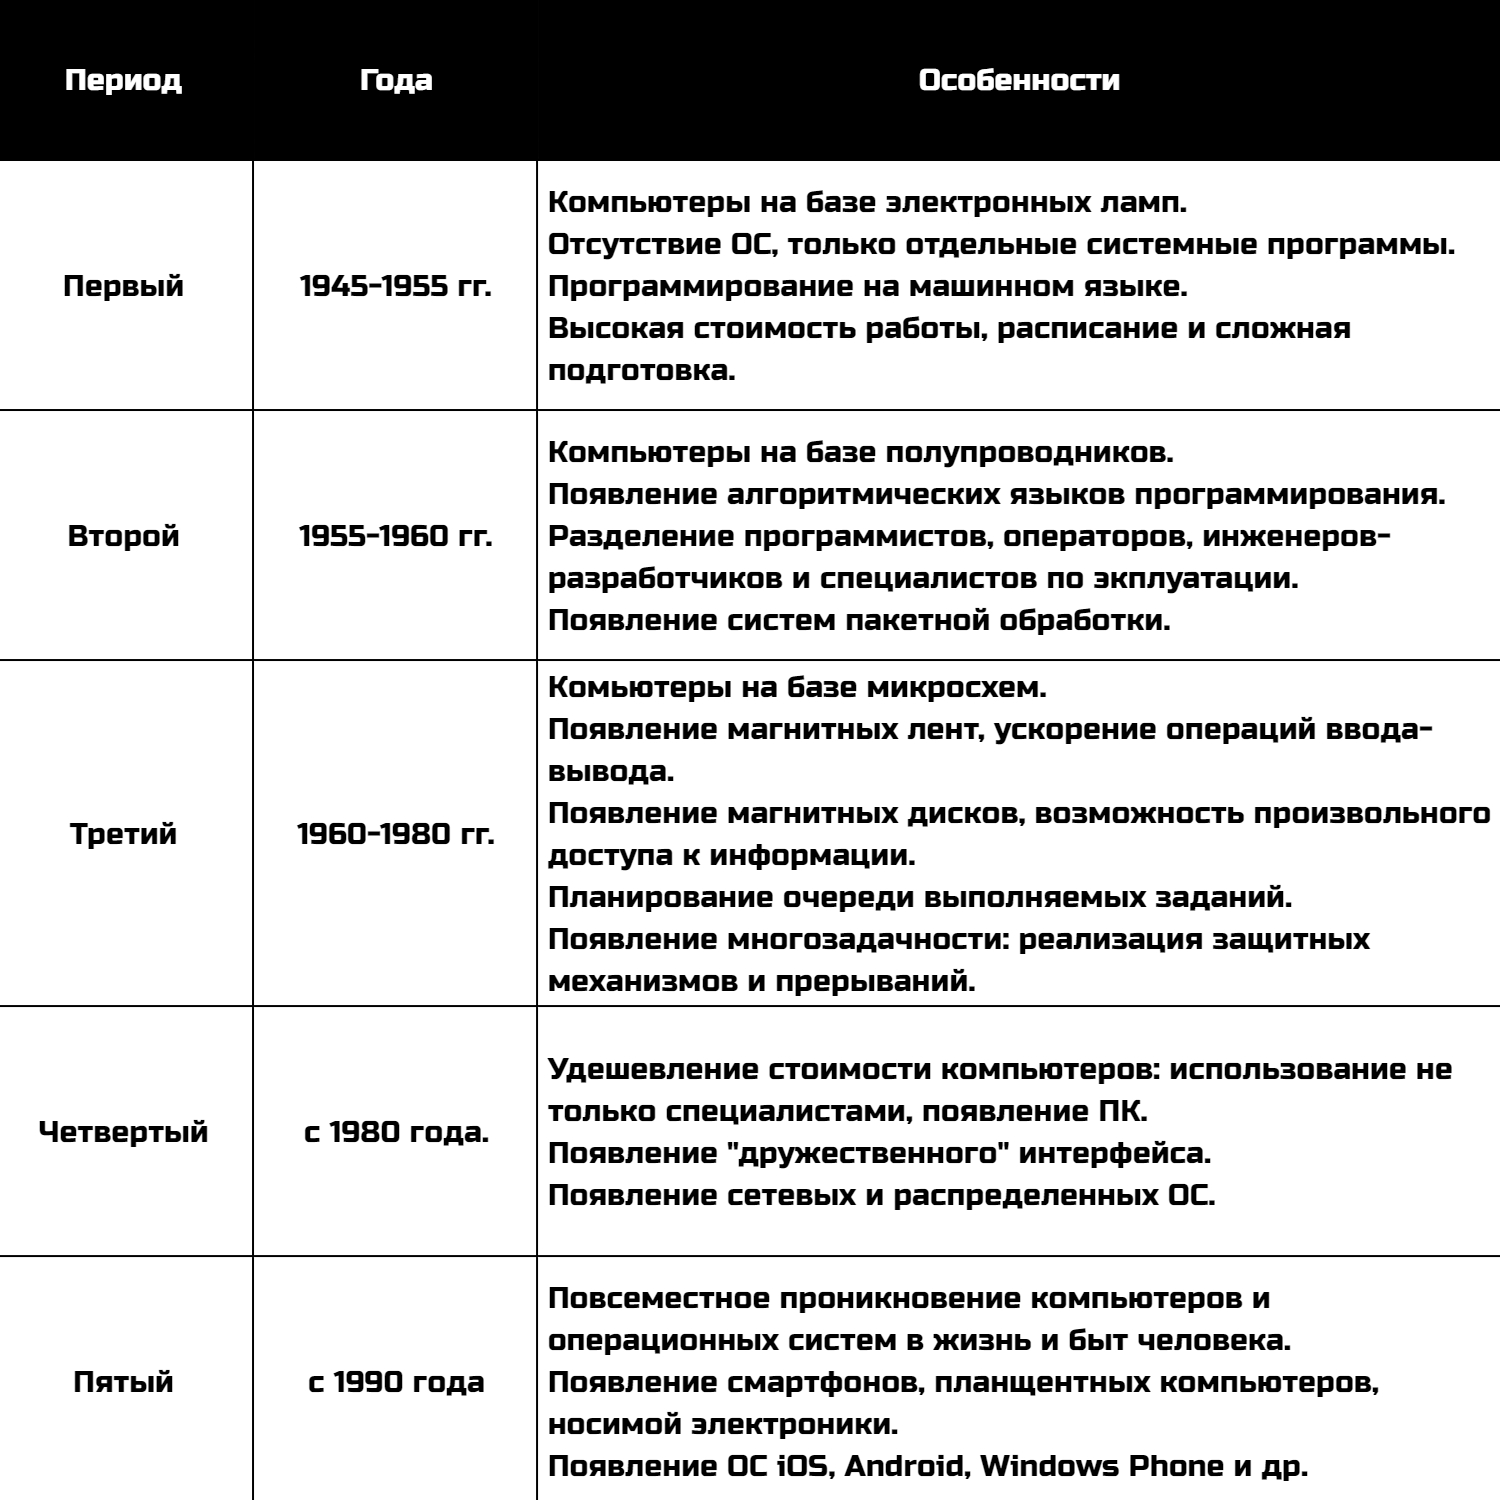 Период Года Особенности
Первый 1945-1955 гг.
Компьютеры на базе электронных ламп.
Отсутствие ОС, только отдельные системные программы.
Программирование на машинном языке.
Высокая стоимость работы, расписание и сложная
подготовка.
Второй 1955-1960 гг.
Компьютеры на базе полупроводников.
Появление алгоритмических языков программирования.
Разделение программистов, операторов, инженеров-
разработчиков и специалистов по экплуатации.
Появление систем пакетной обработки.
Третий 1960-1980 гг.
Комьютеры на базе микросхем.
Появление магнитных лент, ускорение операций ввода-
вывода.
Появление магнитных дисков, возможность произвольного
доступа к информации.
Планирование очереди выполняемых заданий.
Появление многозадачности: реализация защитных
механизмов и прерываний.
Четвертый с 1980 года.
Удешевление стоимости компьютеров: использование не
только специалистами, появление ПК.
Появление "дружественного" интерфейса.
Появление сетевых и распределенных ОС.
Пятый с 1990 года
Повсеместное проникновение компьютеров и
операционных систем в жизнь и быт человека.
Появление смартфонов, планщентных компьютеров,
носимой электроники.
Появление ОС iOS, Android, Windows Phone и др.